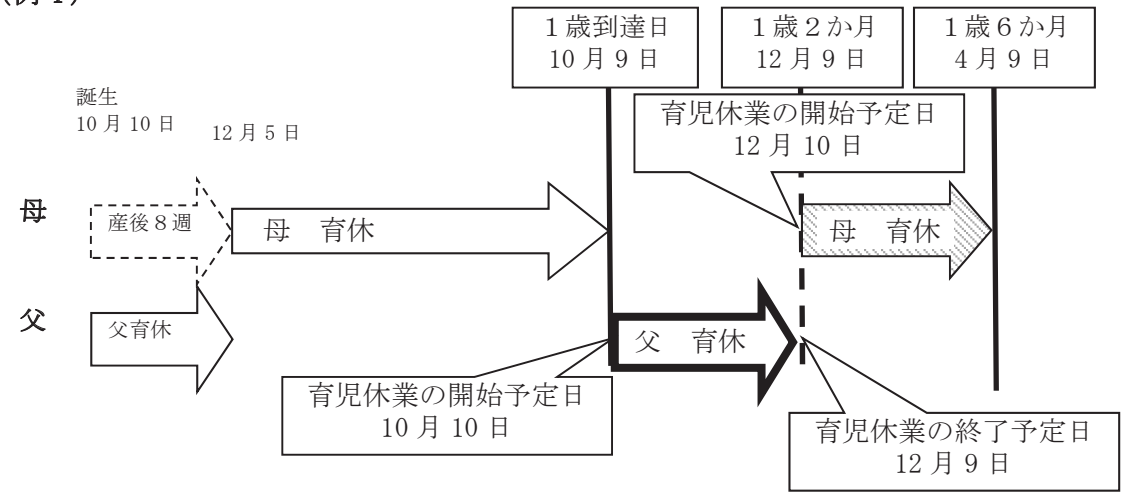 (例1)
1歳到達日
10月9日
1歳2か月
12月9日
1歳6か月
4月9日
誕生
10月10日
12月5日
育児休業の開始予定日
12月10日
母
産後8週
母 育休
母 育休
父
父育休
父 育休
育児休業の開始予定日
10月10日
育児休業の終了予定日
12月9日